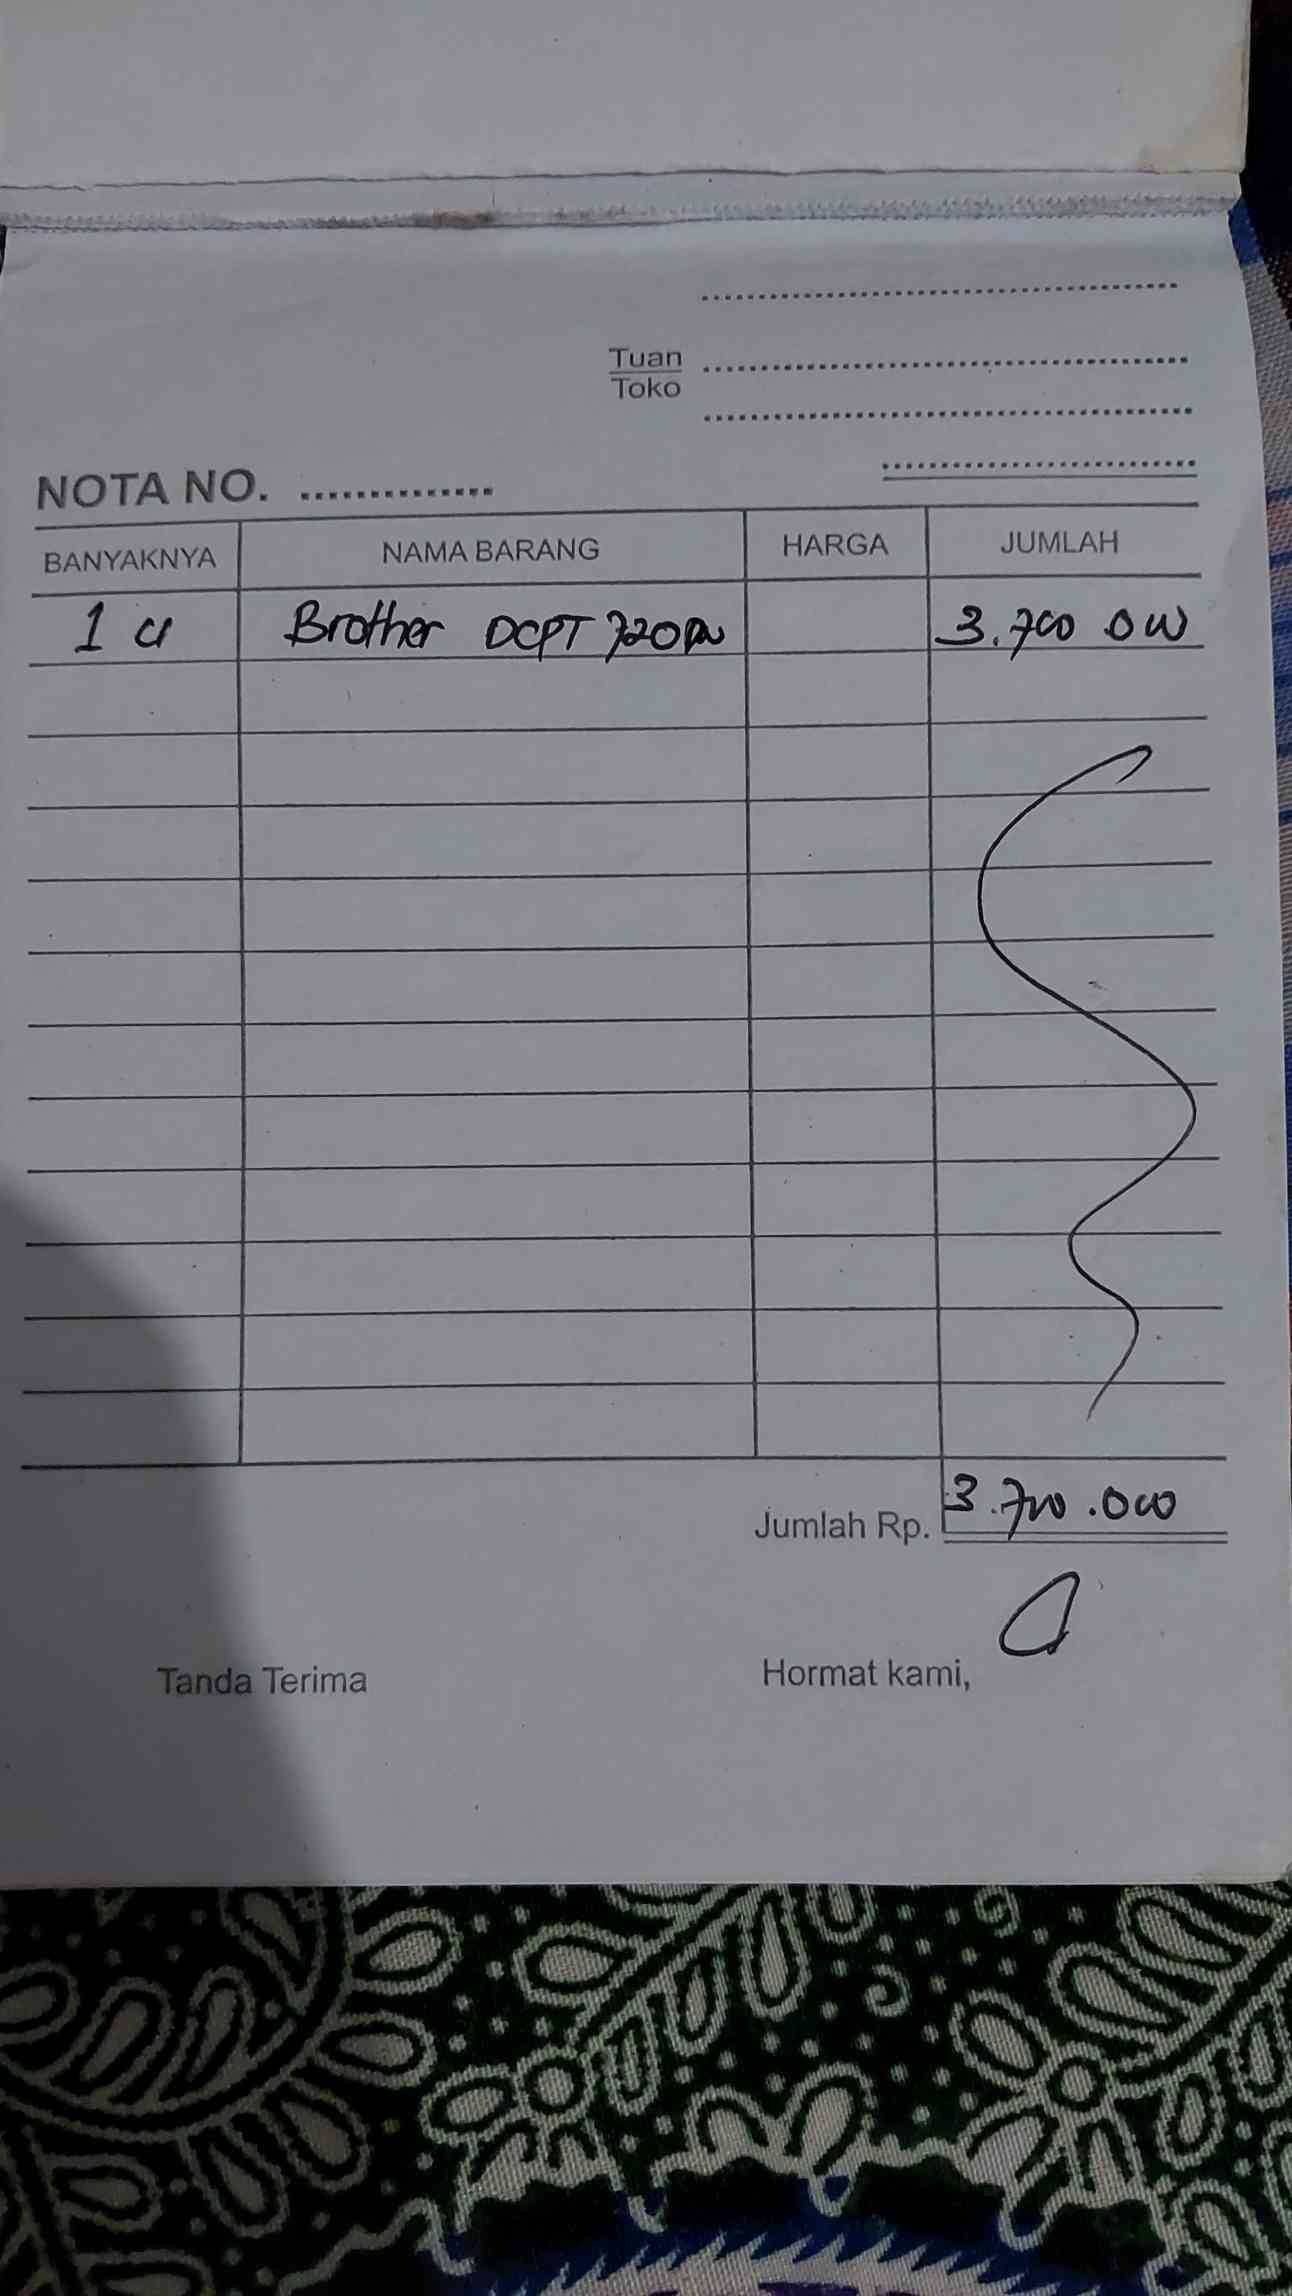 Tuan
Toko
NOTA NO.
BANYAKNYA NAMA BARANG HARGA JUMLAH
1 Brother DCPT 720DW 3.700 000
Jumlah Rp. 3.700.000
Tanda Terima Hormat kami,